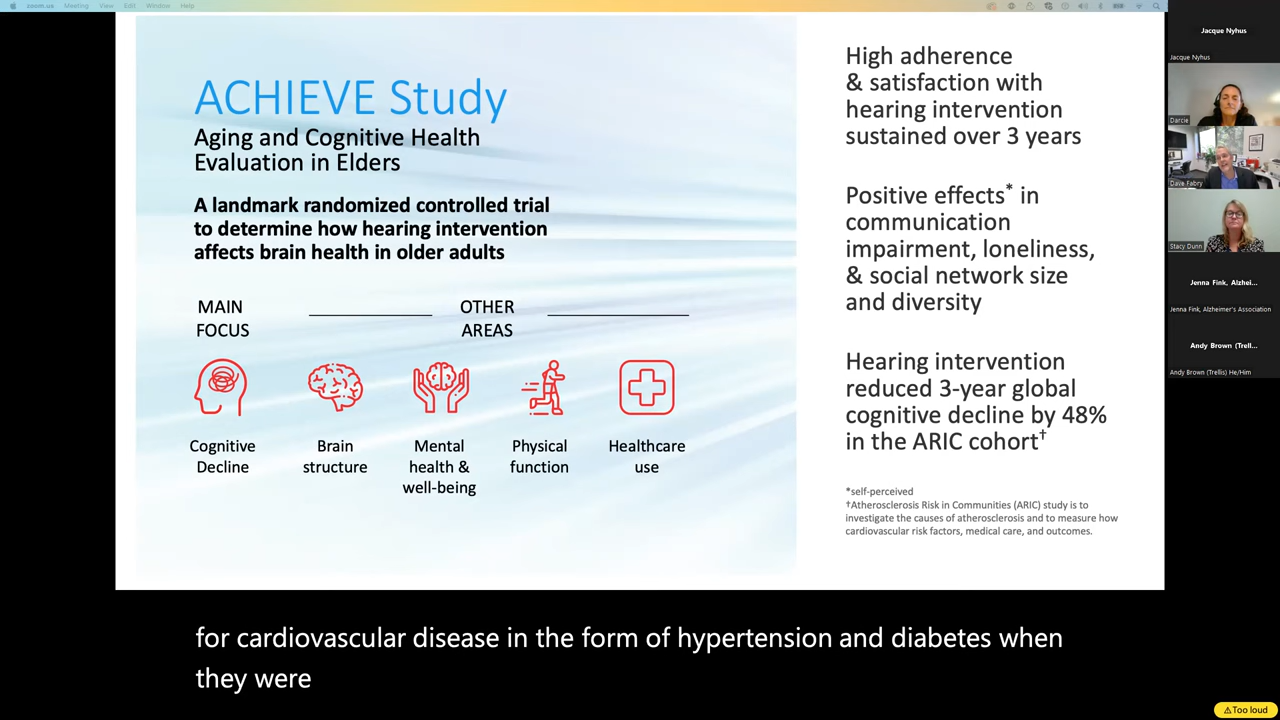 zoom.us Meeting View Edit Window Help
ACHIEVE Study
Aging and Cognitive Health
Evaluation in Elders
A landmark randomized controlled trial
to determine how hearing intervention
affects brain health in older adults
MAIN
FOCUS
OTHER
AREAS
Cognitive
Decline
Brain
structure
Mental
health &
well-being
Physical
function
Healthcare
use
High adherence
& satisfaction with
hearing intervention
sustained over 3 years
Positive effects* in
communication
impairment, loneliness,
& social network size
and diversity
Hearing intervention
reduced 3-year global
cognitive decline by 48%
in the ARIC cohort†
*self-perceived
†Atherosclerosis Risk in Communities (ARIC) study is to
investigate the causes of atherosclerosis and to measure how
cardiovascular risk factors, medical care, and outcomes.
Jacque Nyhus
Jacque Nyhus
Darcie
Dave Fabry
Stacy Dunn
Jenna Fink, Alzhei...
Jenna Fink, Alzheimer's Association
Andy Brown (Trell...
Andy Brown (Trellis) He/Him
for cardiovascular disease in the form of hypertension and diabetes when
they were
⚠Too loud